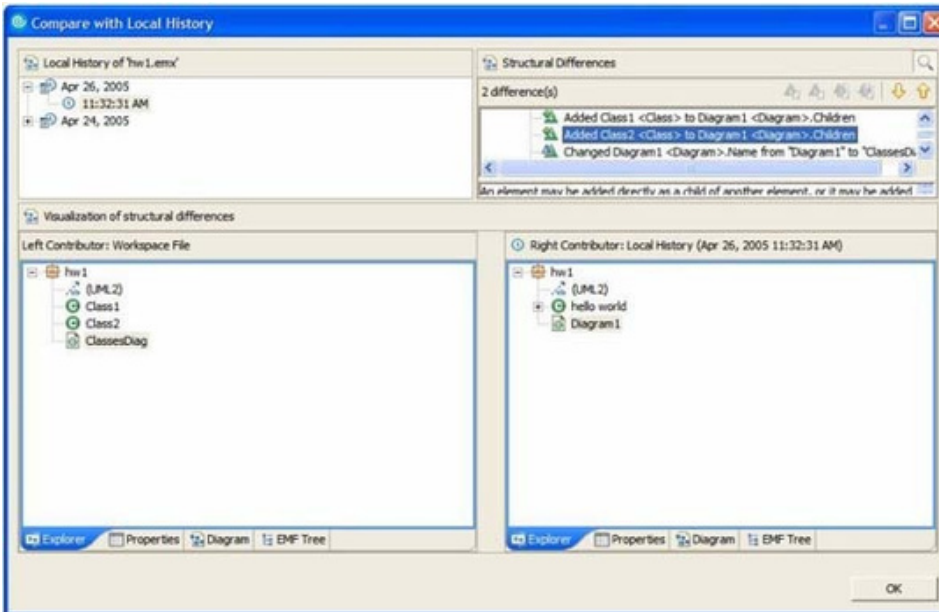 Compare with Local History
Local History of 'hw1.emx'
Apr 26, 2005
11:32:31 AM
Apr 24, 2005
Structural Differences
2 difference(s)
Added Class1 <Class> to Diagram1 <Diagram>.Children
Added Class2 <Class> to Diagram1 <Diagram>.Children
Changed Diagram1 <Diagram>.Name from "Diagram1" to "ClassesDi
An element may be added directly as a child of another element, or it may be added
Visualization of structural differences
Left Contributor: Workspace File
hw1
(UML2)
Class1
Class2
ClassesDiag
Explorer
Properties
Diagram
EMF Tree
Right Contributor: Local History (Apr 26, 2005 11:32:31 AM)
hw1
(UML2)
hello world
Diagram1
Explorer
Properties
Diagram
EMF Tree
OK